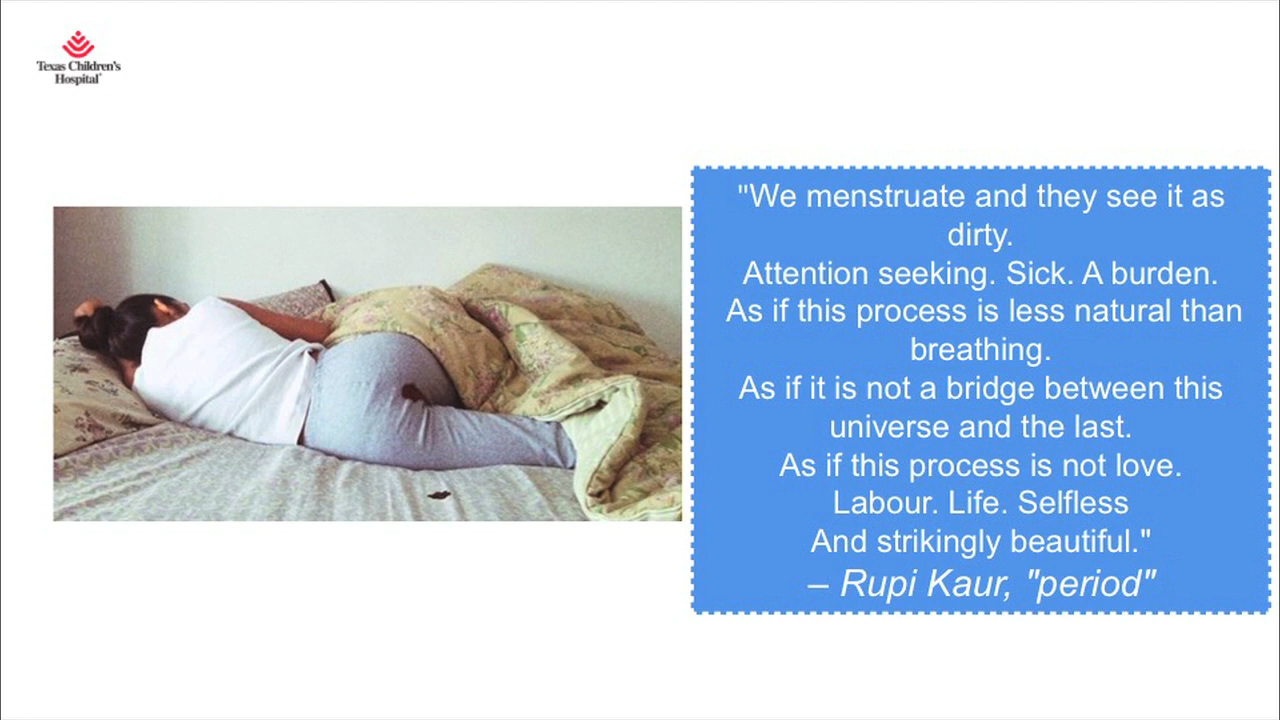 Texas Children's
Hospital®
"We menstruate and they see it as
dirty.
Attention seeking. Sick. A burden.
As if this process is less natural than
breathing.
As if it is not a bridge between this
universe and the last.
As if this process is not love.
Labour. Life. Selfless
And strikingly beautiful."
– Rupi Kaur, "period"